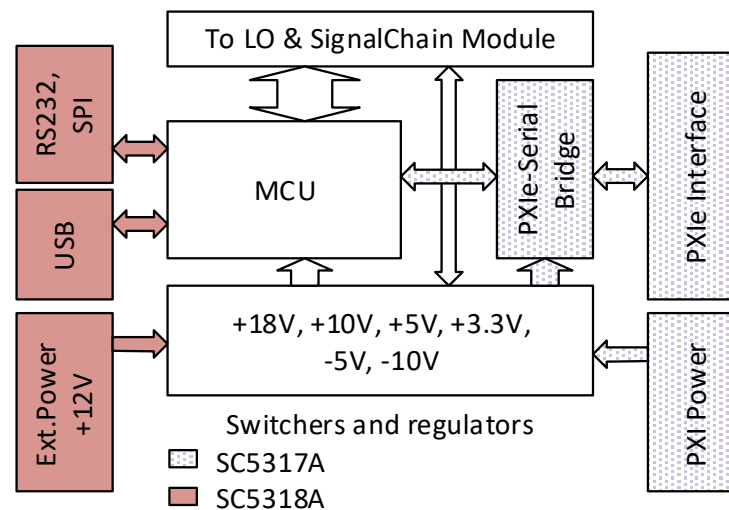 To LO & SignalChain Module
RS232,
SPI
MCU
PXIe-Serial
Bridge
PXIe Interface
USB
+18V, +10V, +5V, +3.3V,
-5V, -10V
Ext.Power
+12V
PXI Power
Switchers and regulators
SC5317A
SC5318A